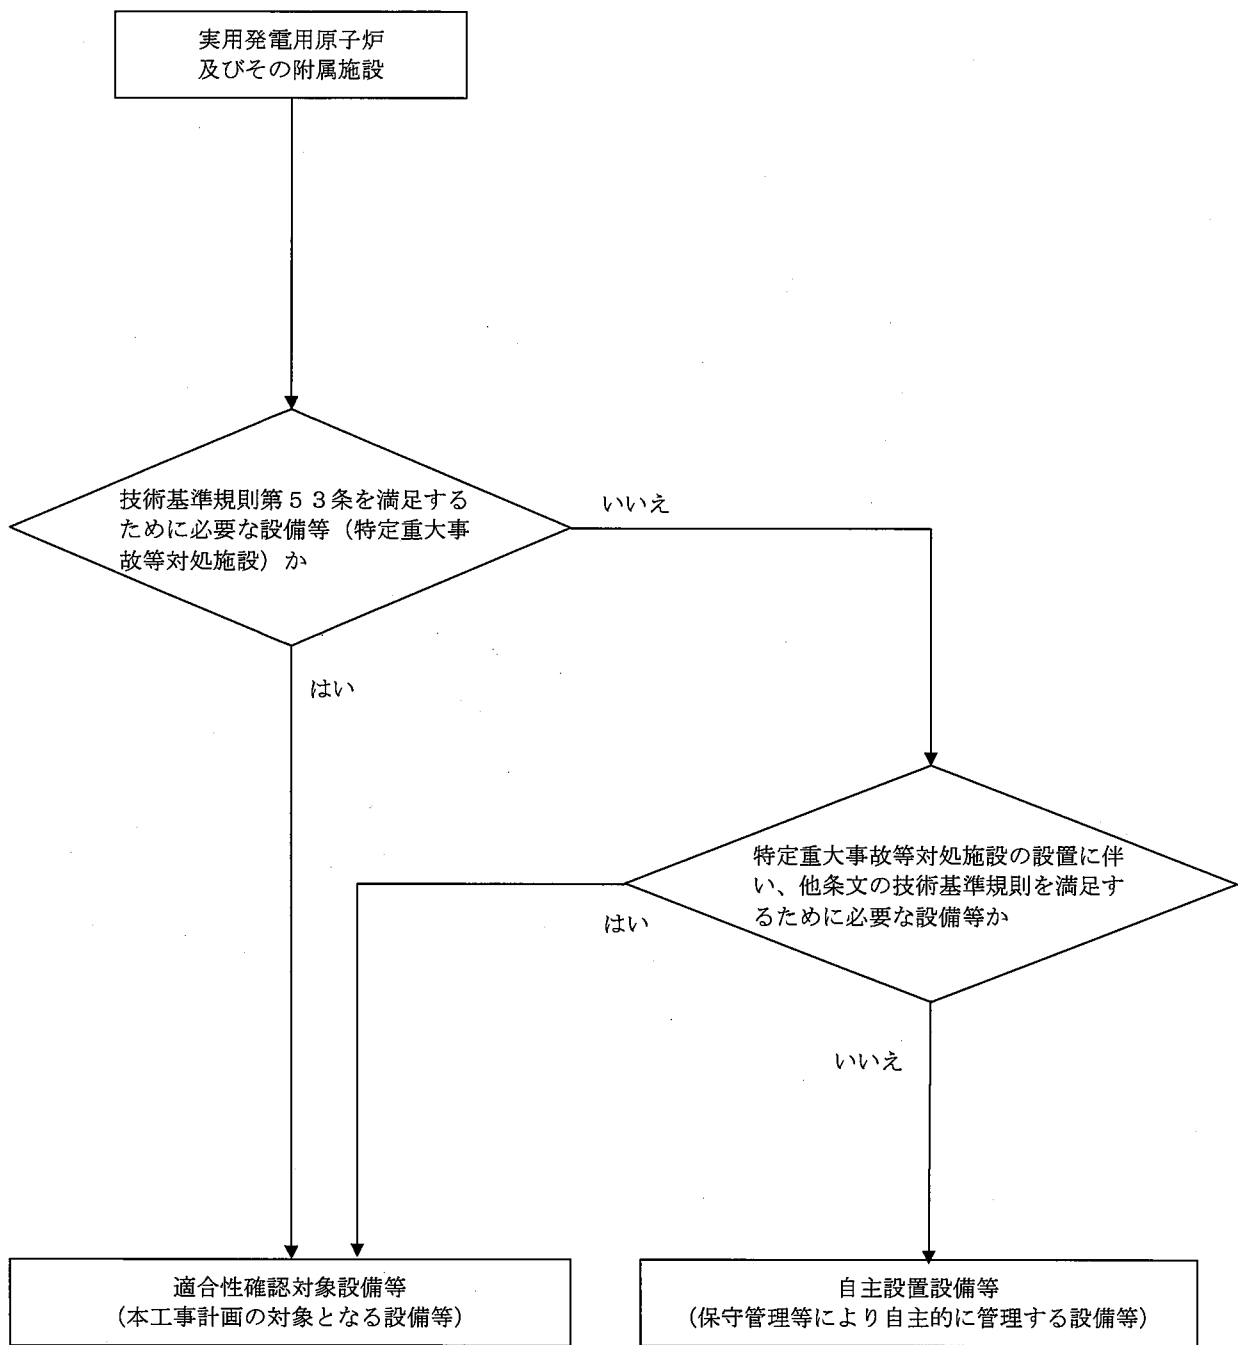 実用発電用原子炉
及びその附属施設
技術基準規則第５３条を満足する
ために必要な設備等（特定重大事
故等対処施設）か
いいえ
はい
特定重大事故等対処施設の設置に伴
い、他条文の技術基準規則を満足す
るために必要な設備等か
はい
いいえ
適合性確認対象設備等
（本工事計画の対象となる設備等）
自主設置設備等
（保守管理等により自主的に管理する設備等）